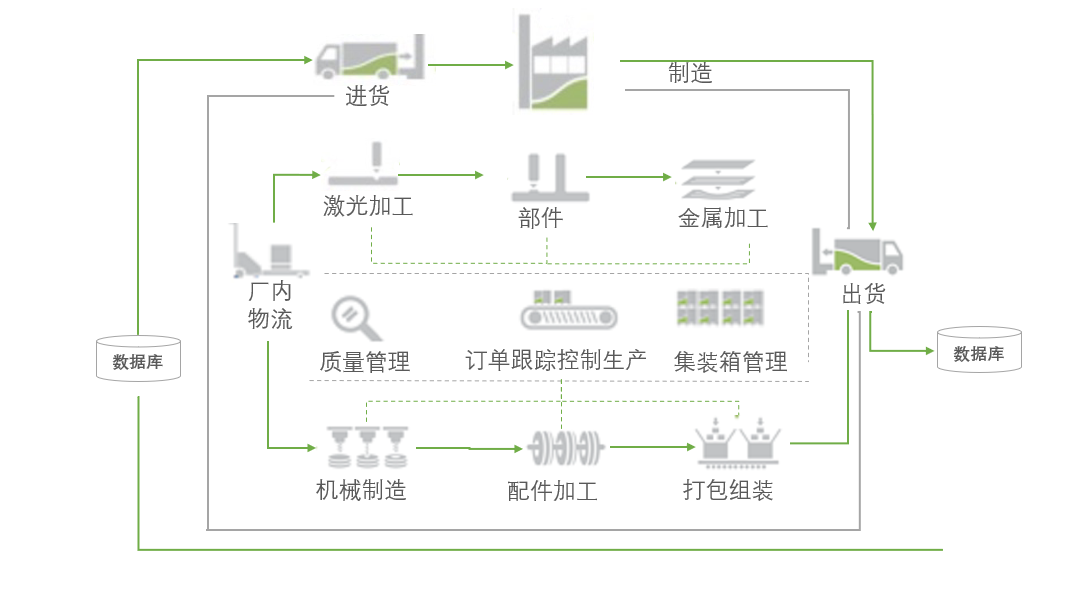 制造
进货
激光加工
部件
金属加工
厂内
物流
出货
数据库
质量管理
订单跟踪控制生产
集装箱管理
数据库
机械制造
配件加工
打包组装